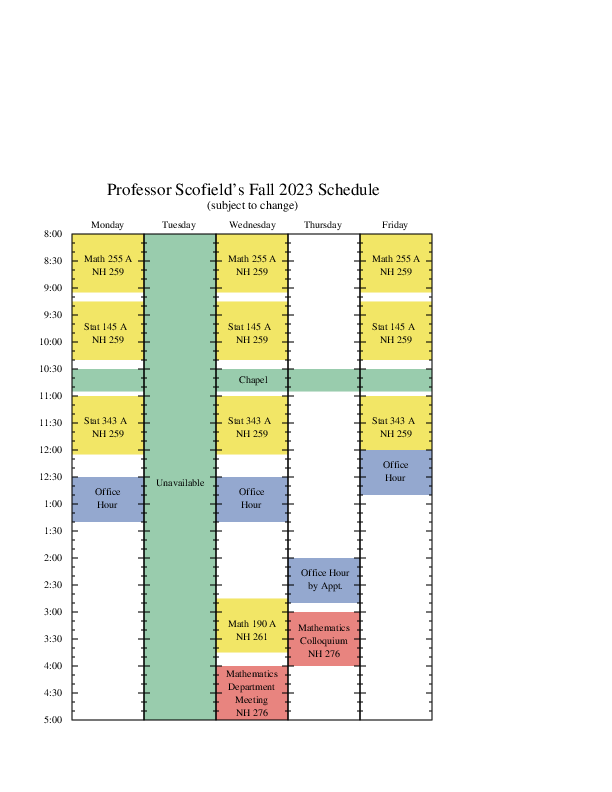 Professor Scofield's Fall 2023 Schedule
(subject to change)
Monday Tuesday Wednesday Thursday Friday
8:00
8:30
9:00
9:30
10:00
10:30
11:00
11:30
12:00
12:30
1:00
1:30
2:00
2:30
3:00
3:30
4:00
4:30
5:00
Math 255 A
NH 259
Stat 145 A
NH 259
Stat 343 A
NH 259
Office
Hour
Unavailable
Math 255 A
NH 259
Stat 145 A
NH 259
Chapel
Stat 343 A
NH 259
Office
Hour
Math 190 A
NH 261
Mathematics
Department
Meeting
NH 276
Office Hour
by Appt.
Mathematics
Colloquium
NH 276
Math 255 A
NH 259
Stat 145 A
NH 259
Stat 343 A
NH 259
Office
Hour